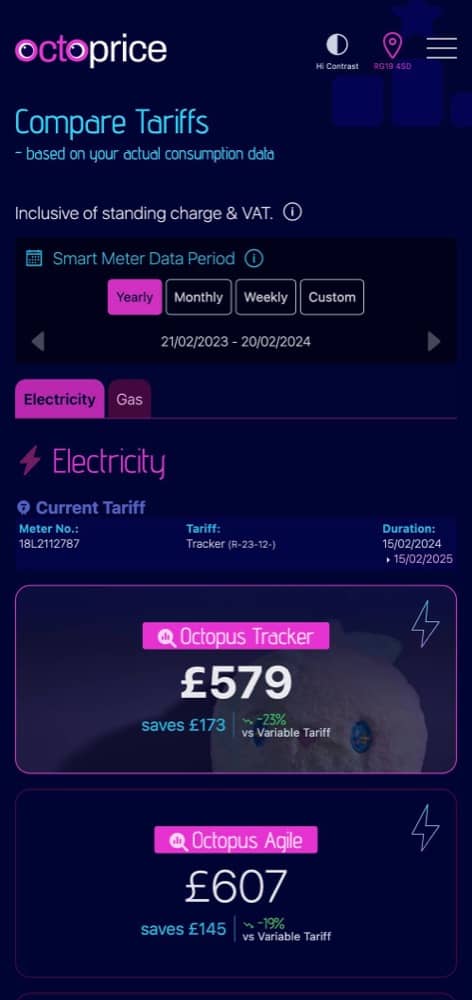 octoprice
Hi Contrast
RG19 4SD
Compare Tariffs
- based on your actual consumption data
Inclusive of standing charge & VAT.
Smart Meter Data Period
Yearly Monthly Weekly Custom
21/02/2023 - 20/02/2024
Electricity Gas
Electricity
Current Tariff
Meter No.: Tariff: Duration:
18L2112787 Tracker (R-23-12-) 15/02/2024
15/02/2025
Octopus Tracker
£579
saves £173 -23%
vs Variable Tariff
Octopus Agile
£607
saves £145 -19%
vs Variable Tariff